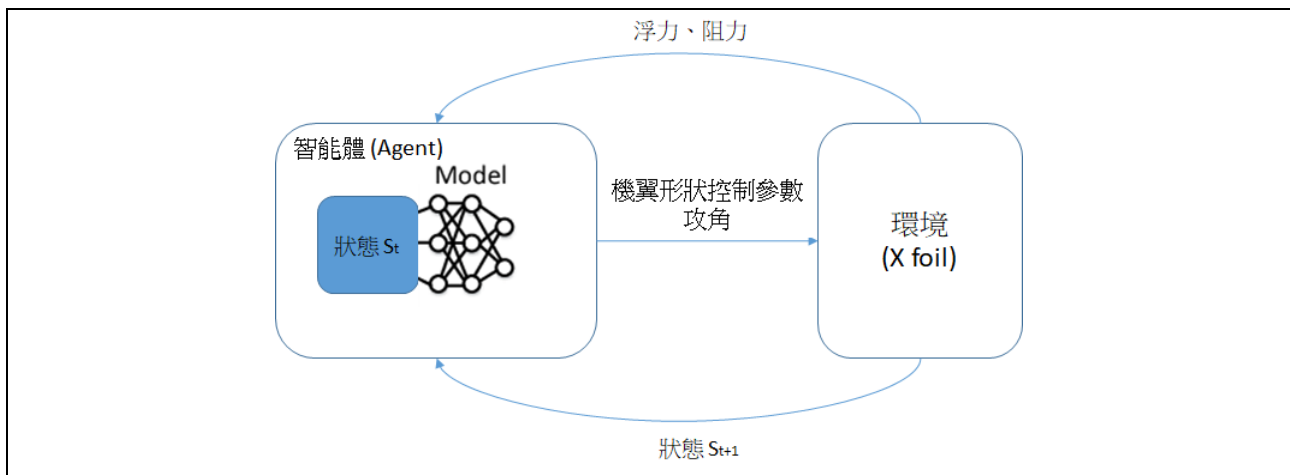 浮力、阻力
智能體 (Agent)
Model
狀態 St
機翼形狀控制參數
攻角
環境
(X foil)
狀態 St+1